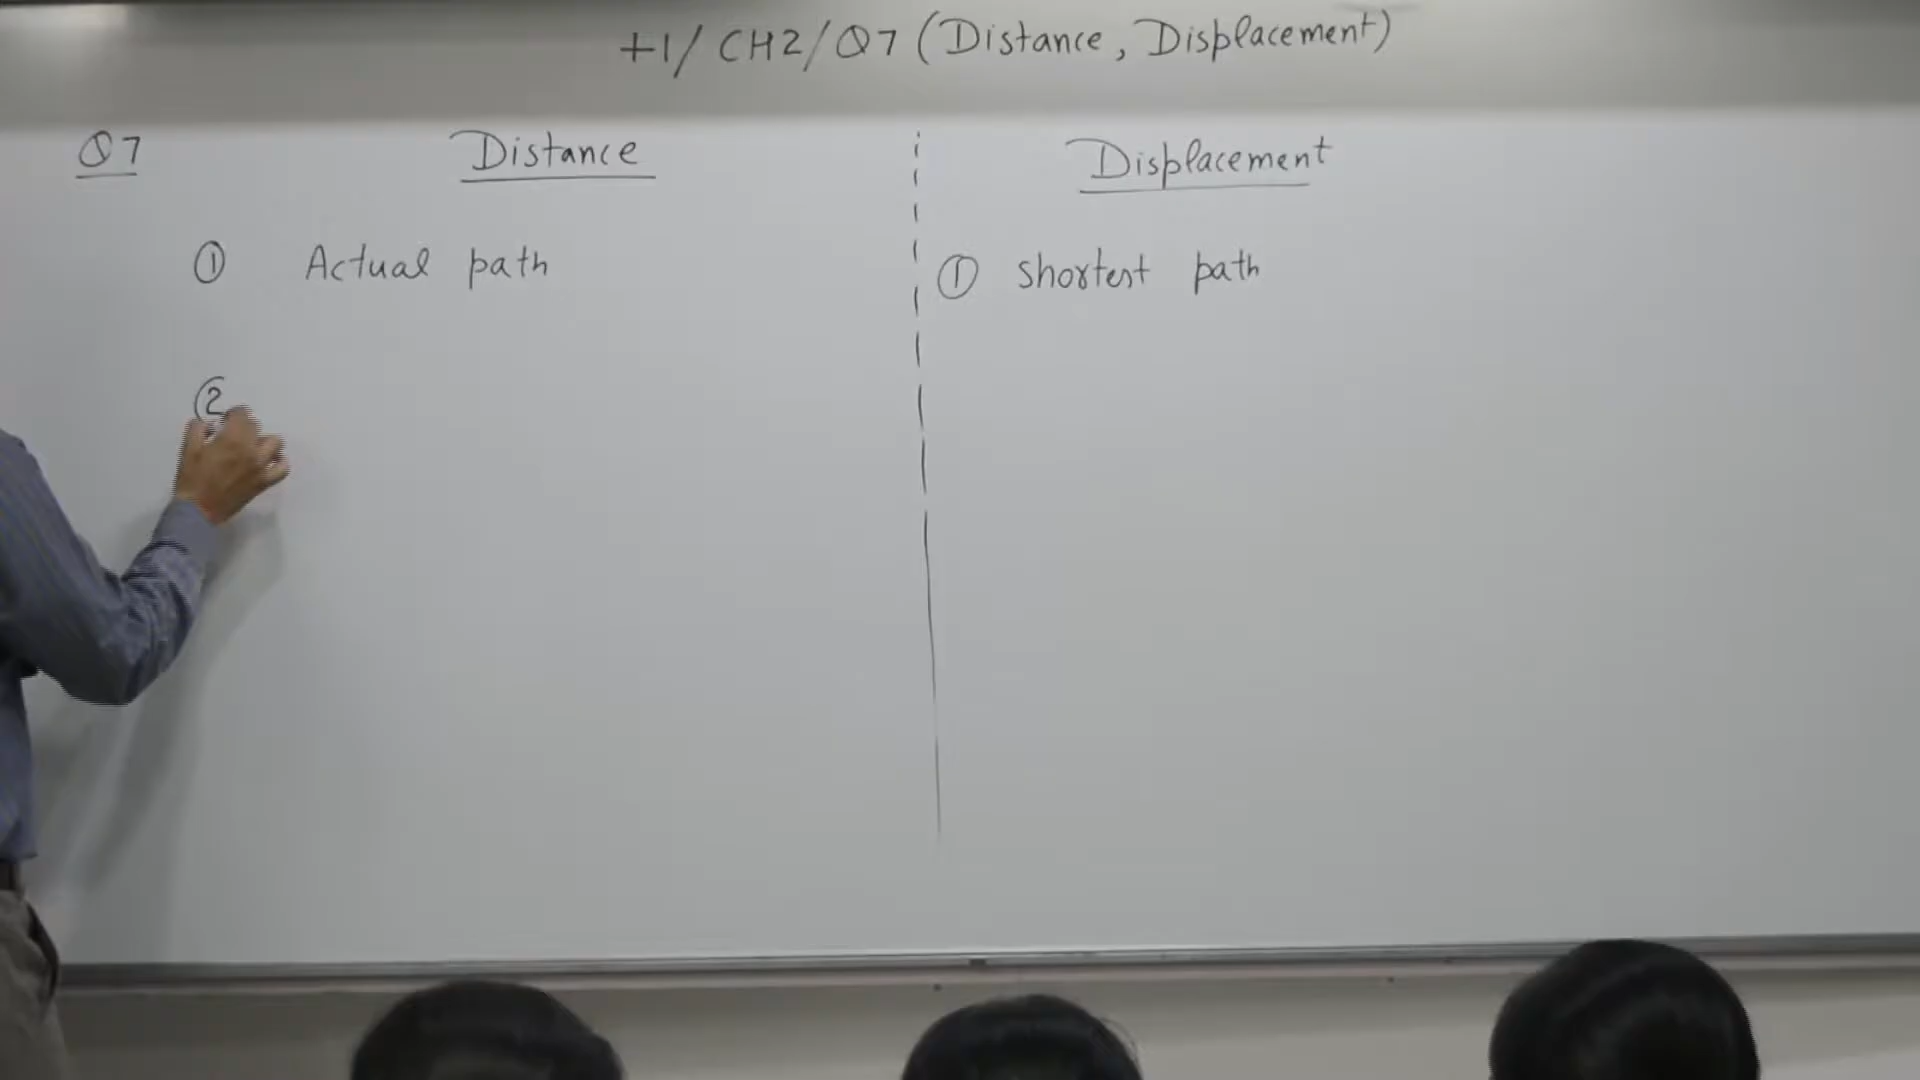 +1/ CH2/Q7 (Distance, Displacement)
Q7 Distance Displacement
① Actual path ① Shortest path
②